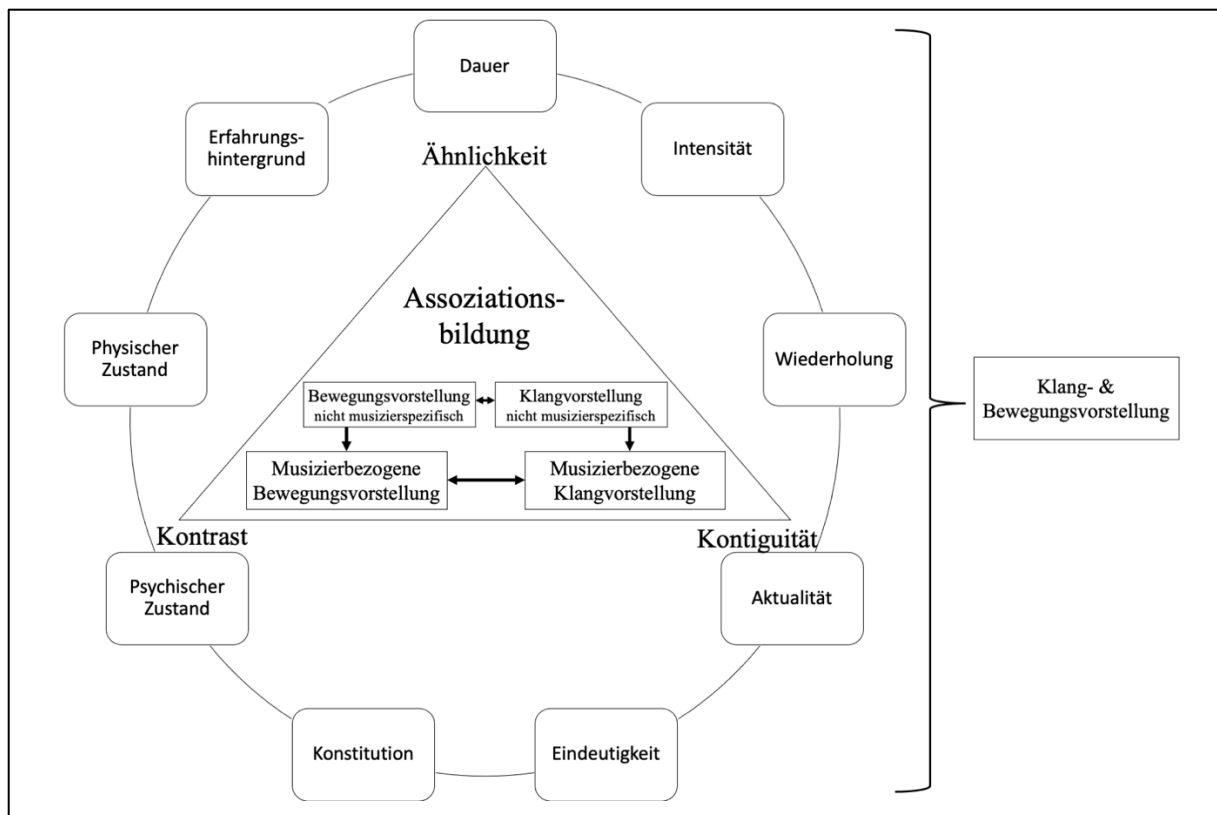 Dauer
Erfahrungs-
hintergrund
Intensität
Ähnlichkeit
Assoziations-
bildung
Physischer
Zustand
Wiederholung
Klang- &
Bewegungsvorstellung
Bewegungsvorstellung
nicht musizierspezifisch
Klangvorstellung
nicht musizierspezifisch
Musizierbezogene
Bewegungsvorstellung
Musizierbezogene
Klangvorstellung
Kontrast
Kontiguität
Psychischer
Zustand
Aktualität
Konstitution
Eindeutigkeit